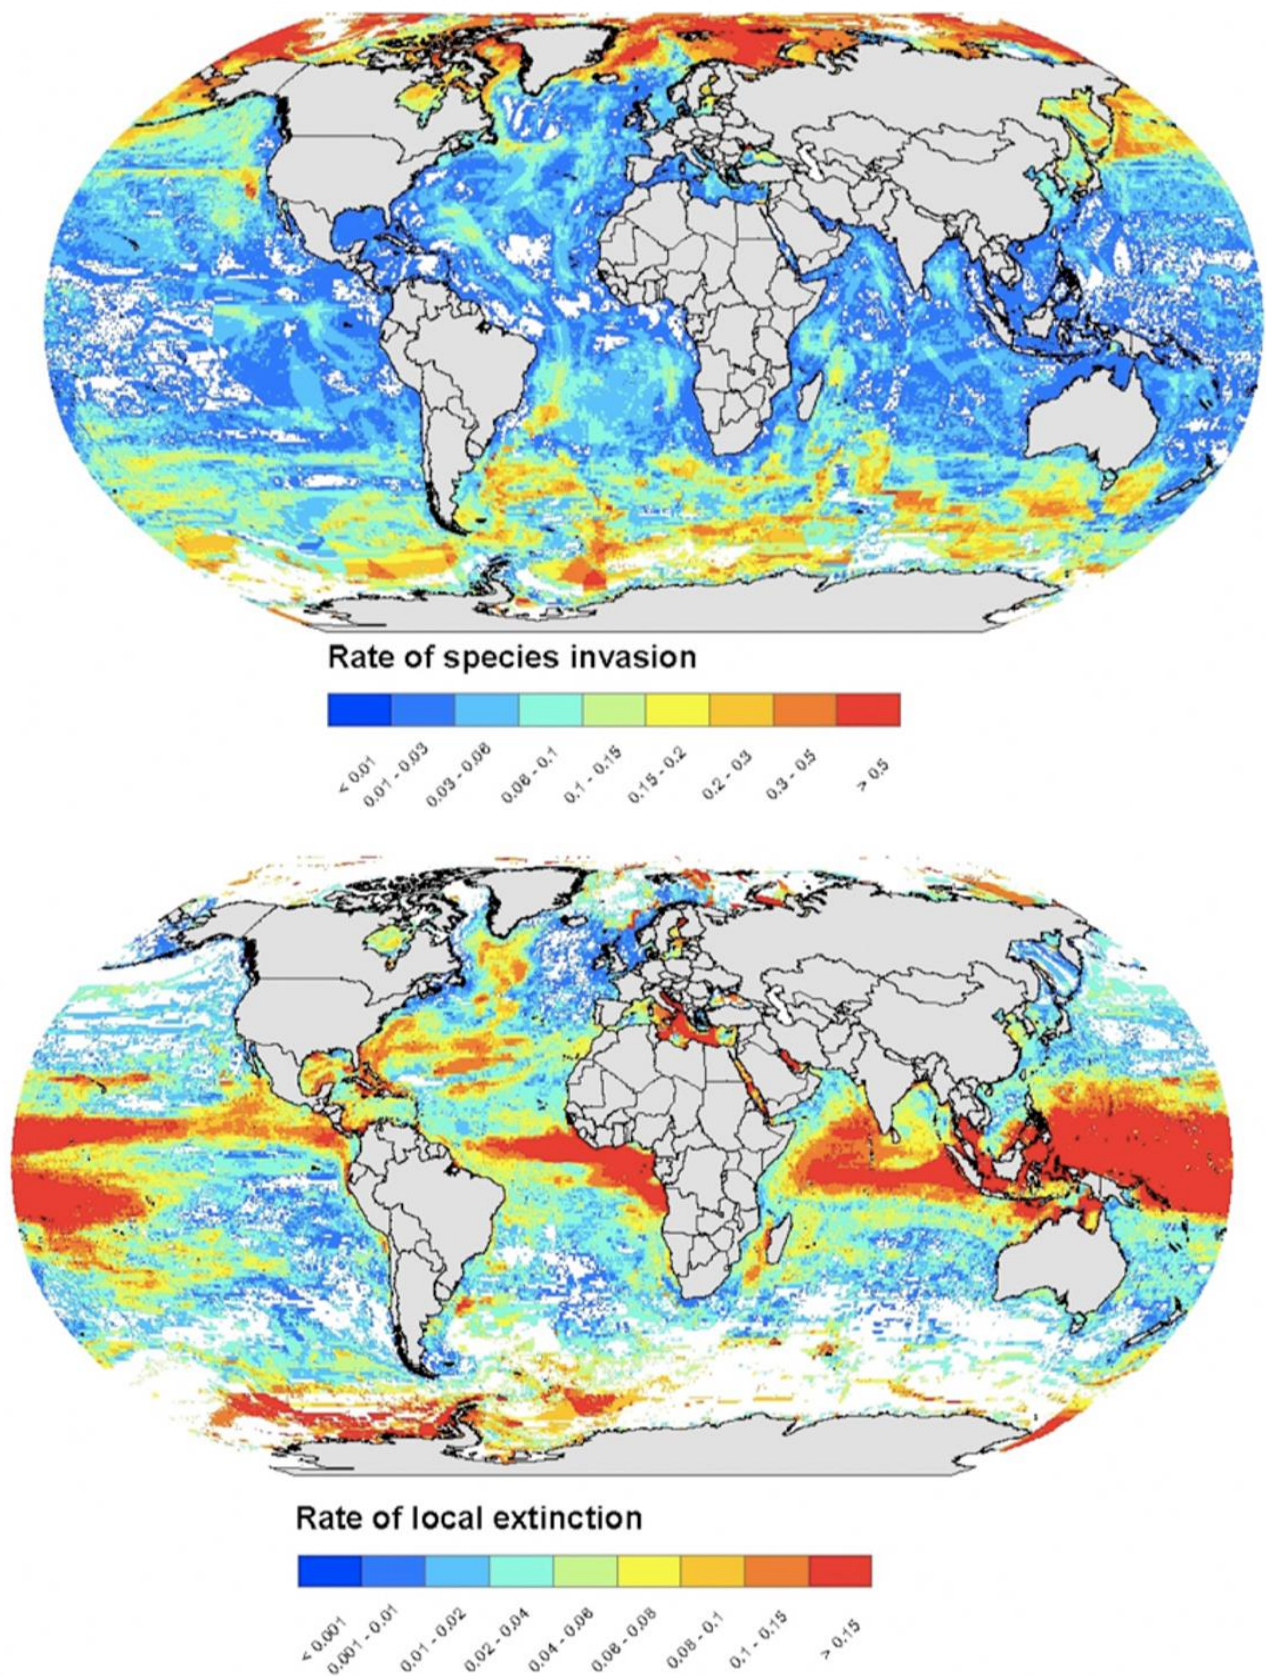 Rate of species invasion
< 0.01
0.01 - 0.03
0.03 - 0.06
0.06 - 0.1
0.1 - 0.15
0.15 - 0.2
0.2 - 0.3
0.3 - 0.5
> 0.5
Rate of local extinction
< 0.001
0.001 - 0.01
0.01 - 0.02
0.02 - 0.04
0.04 - 0.06
0.06 - 0.08
0.08 - 0.1
0.1 - 0.15
> 0.15